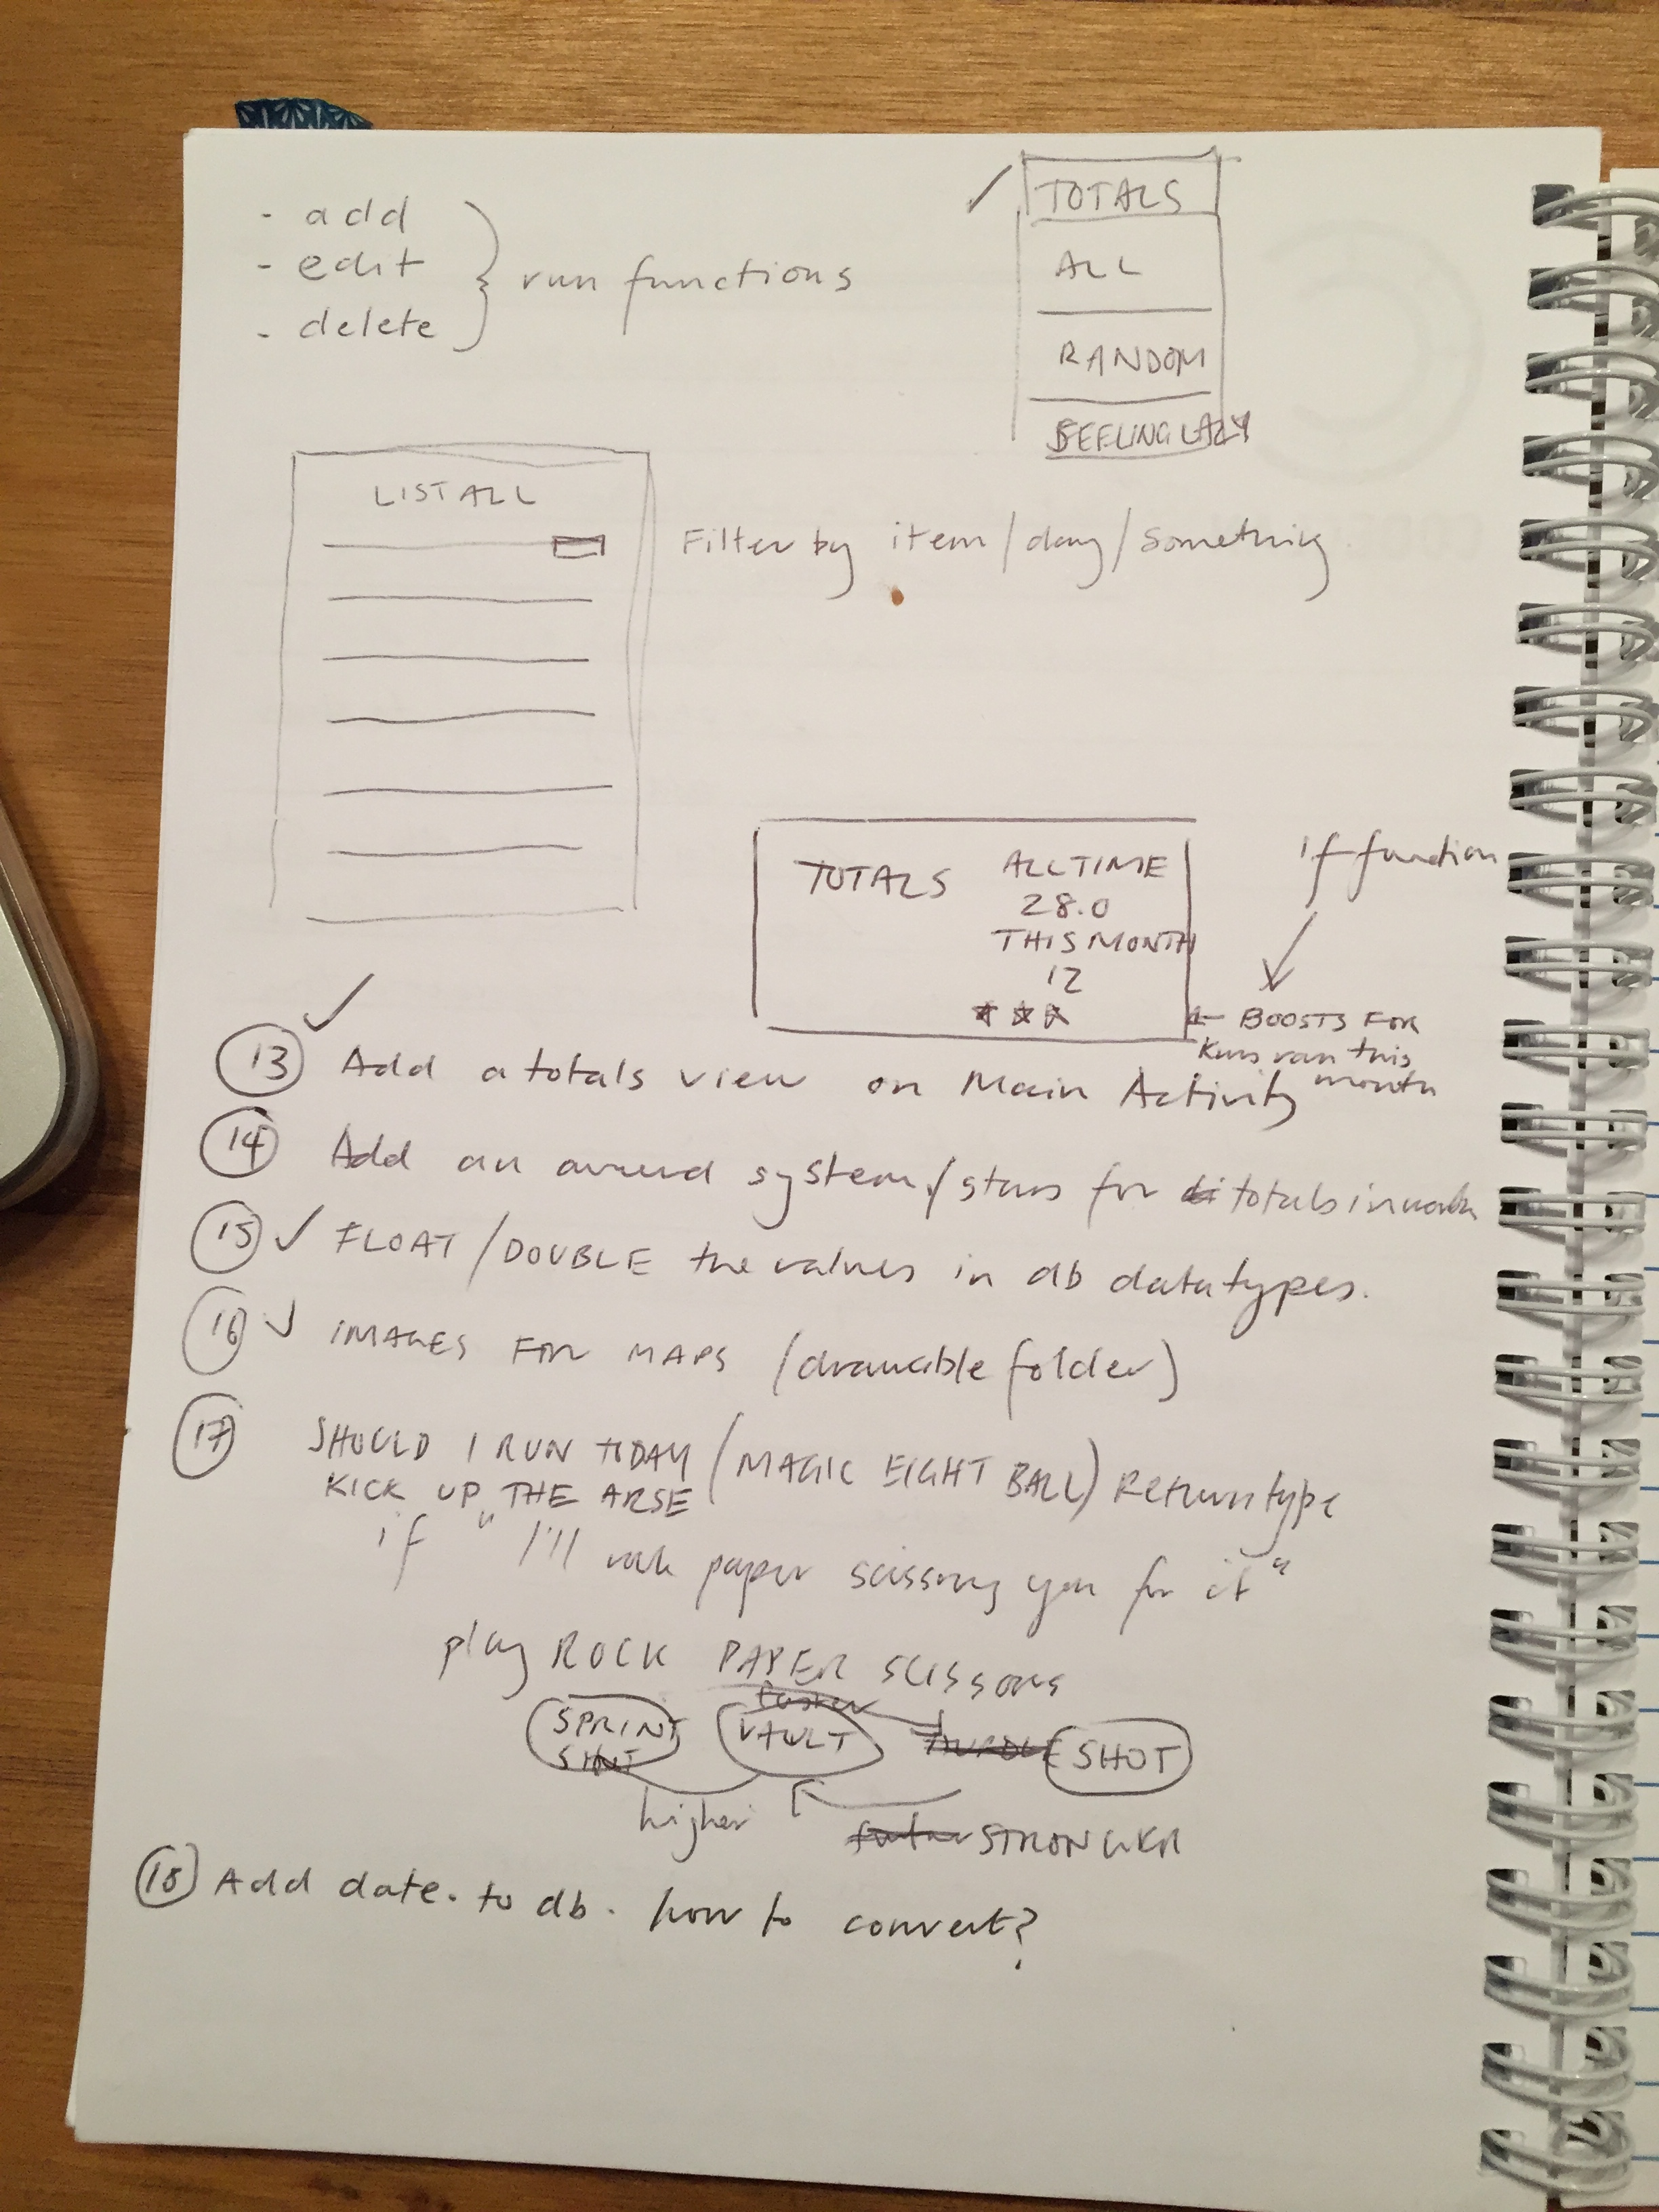 - add
- edit
- delete
run functions
TOTALS
ALL
RANDOM
FEELING LAZY
LIST ALL
Filter by item/day/something
TOTALS
ALL TIME
28.0
THIS MONTH
12
if function
← BOOSTS FOR
Kms ran this
month
13 Add a totals view on Main Activity
14 Add an award system/stars for totals in
15 ✓ FLOAT/DOUBLE the values in db datatypes.
16 ✓ IMAGES FOR MAPS (drawable folder)
17 SHOULD I RUN TODAY (MAGIC EIGHT BALL) Return type
KICK UP THE ARSE
if "I'll rock paper scissors you for it"
play ROCK PAPER SCISSORS
faster
SPRINT VAULT HURDLE SHOT
higher
STRONGER
18 Add date. to db. how to convert?